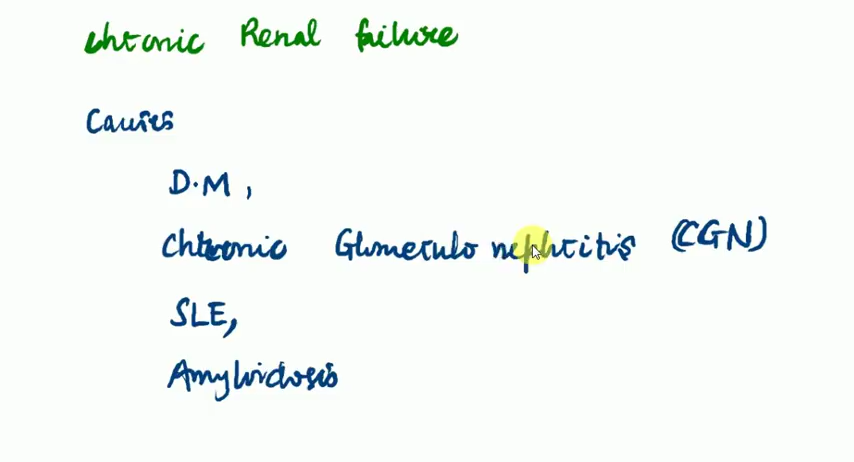 Chronic Renal failure
Causes
D.M,
Chronic Glomerulo nephritis (CGN)
SLE,
Amyloidosis